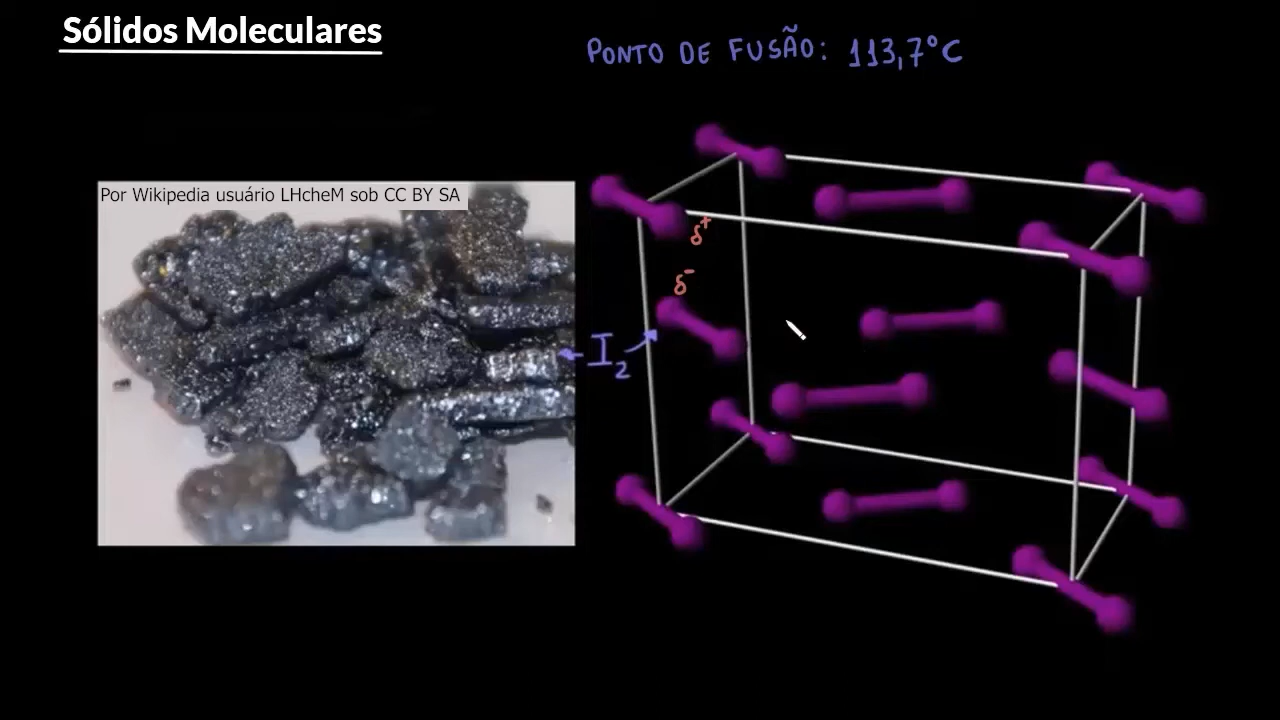 Sólidos Moleculares
PONTO DE FUSÃO: 113,7°C
Por Wikipedia usuário LHcheM sob CC BY SA
δ+
δ-
I₂